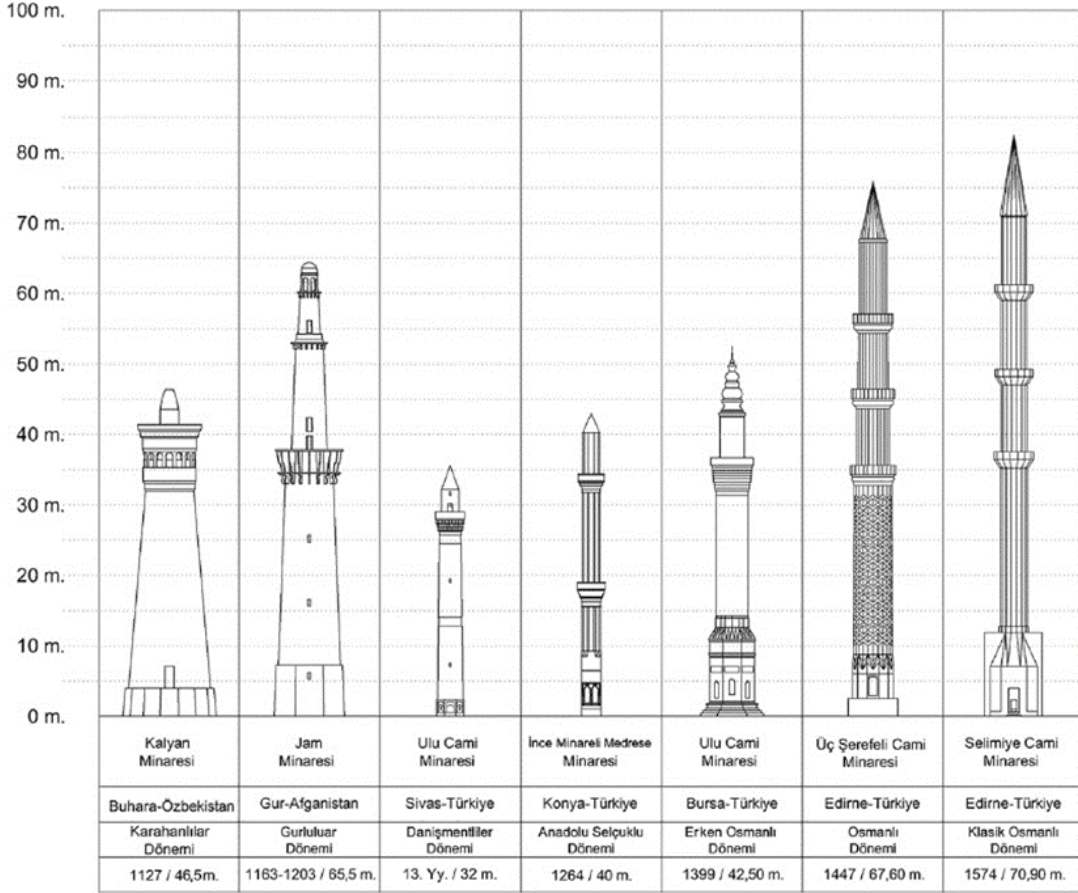 100 m.
90 m.
80 m.
70 m.
60 m.
50 m.
40 m.
30 m.
20 m.
10 m.
0 m.
Kalyan
Minaresi
Jam
Minaresi
Ulu Cami
Minaresi
İnce Minareli Medrese
Minaresi
Ulu Cami
Minaresi
Üç Şerefeli Cami
Minaresi
Selimiye Cami
Minaresi
Buhara-Özbekistan
Gur-Afganistan
Sivas-Türkiye
Konya-Türkiye
Bursa-Türkiye
Edirne-Türkiye
Edirne-Türkiye
Karahanlılar
Dönemi
Gurluluar
Dönemi
Danişmentliler
Dönemi
Anadolu Selçuklu
Dönemi
Erken Osmanlı
Dönemi
Osmanlı
Dönemi
Klasik Osmanlı
Dönemi
1127 / 46,5m.
1163-1203 / 65,5 m.
13. Yy. / 32 m.
1264 / 40 m.
1399 / 42,50 m.
1447 / 67,60 m.
1574 / 70,90 m.